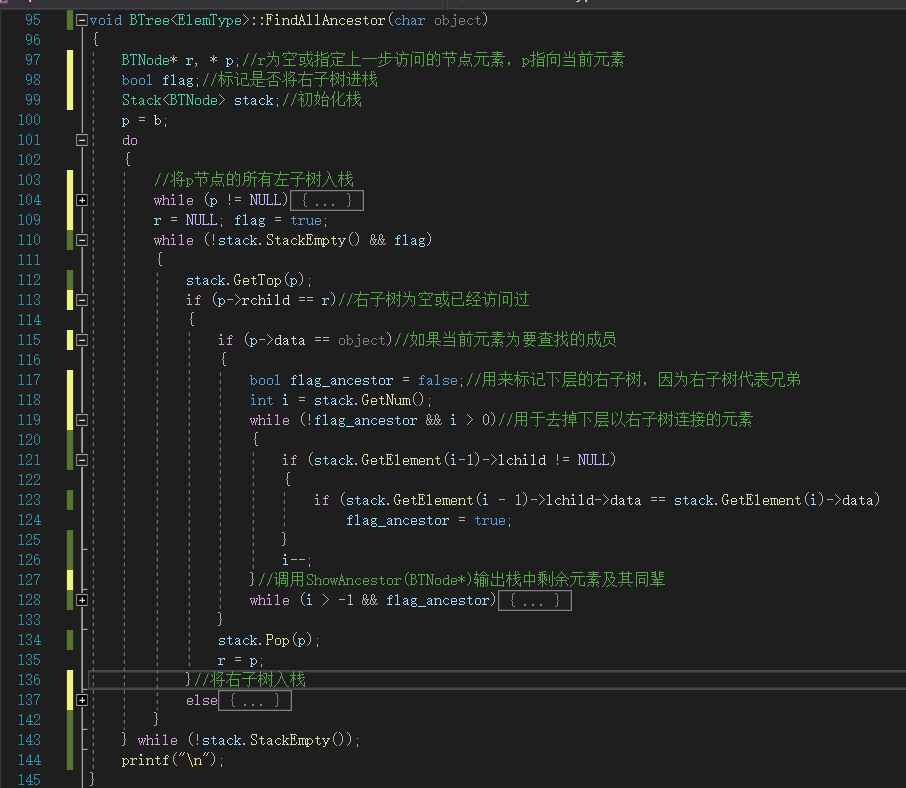 95 void BTree<ElemType>::FindAllAncestor(char object)
96 {
97 BTNode* r, * p;//r为空或指定上一步访问的节点元素，p指向当前元素
98 bool flag;//标记是否将右子树进栈
99 Stack<BTNode> stack;//初始化栈
100 p = b;
101 do
102 {
103 //将p节点的所有左子树入栈
104 while (p != NULL){ ... }
109 r = NULL; flag = true;
110 while (!stack.StackEmpty() && flag)
111 {
112 stack.GetTop(p);
113 if (p->rchild == r)//右子树为空或已经访问过
114 {
115 if (p->data == object)//如果当前元素为要查找的成员
116 {
117 bool flag_ancestor = false;//用来标记下层的右子树，因为右子树代表兄弟
118 int i = stack.GetNum();
119 while (!flag_ancestor && i > 0)//用于去掉下层以右子树连接的元素
120 {
121 if (stack.GetElement(i-1)->lchild != NULL)
122 {
123 if (stack.GetElement(i - 1)->lchild->data == stack.GetElement(i)->data)
124 flag_ancestor = true;
125 }
126 i--;
127 }//调用ShowAncestor(BTNode*)输出栈中剩余元素及其同辈
128 while (i > -1 && flag_ancestor){ ... }
133 }
134 stack.Pop(p);
135 r = p;
136 }//将右子树入栈
137 else{ ... }
142 }
143 } while (!stack.StackEmpty());
144 printf("\n");
145 }